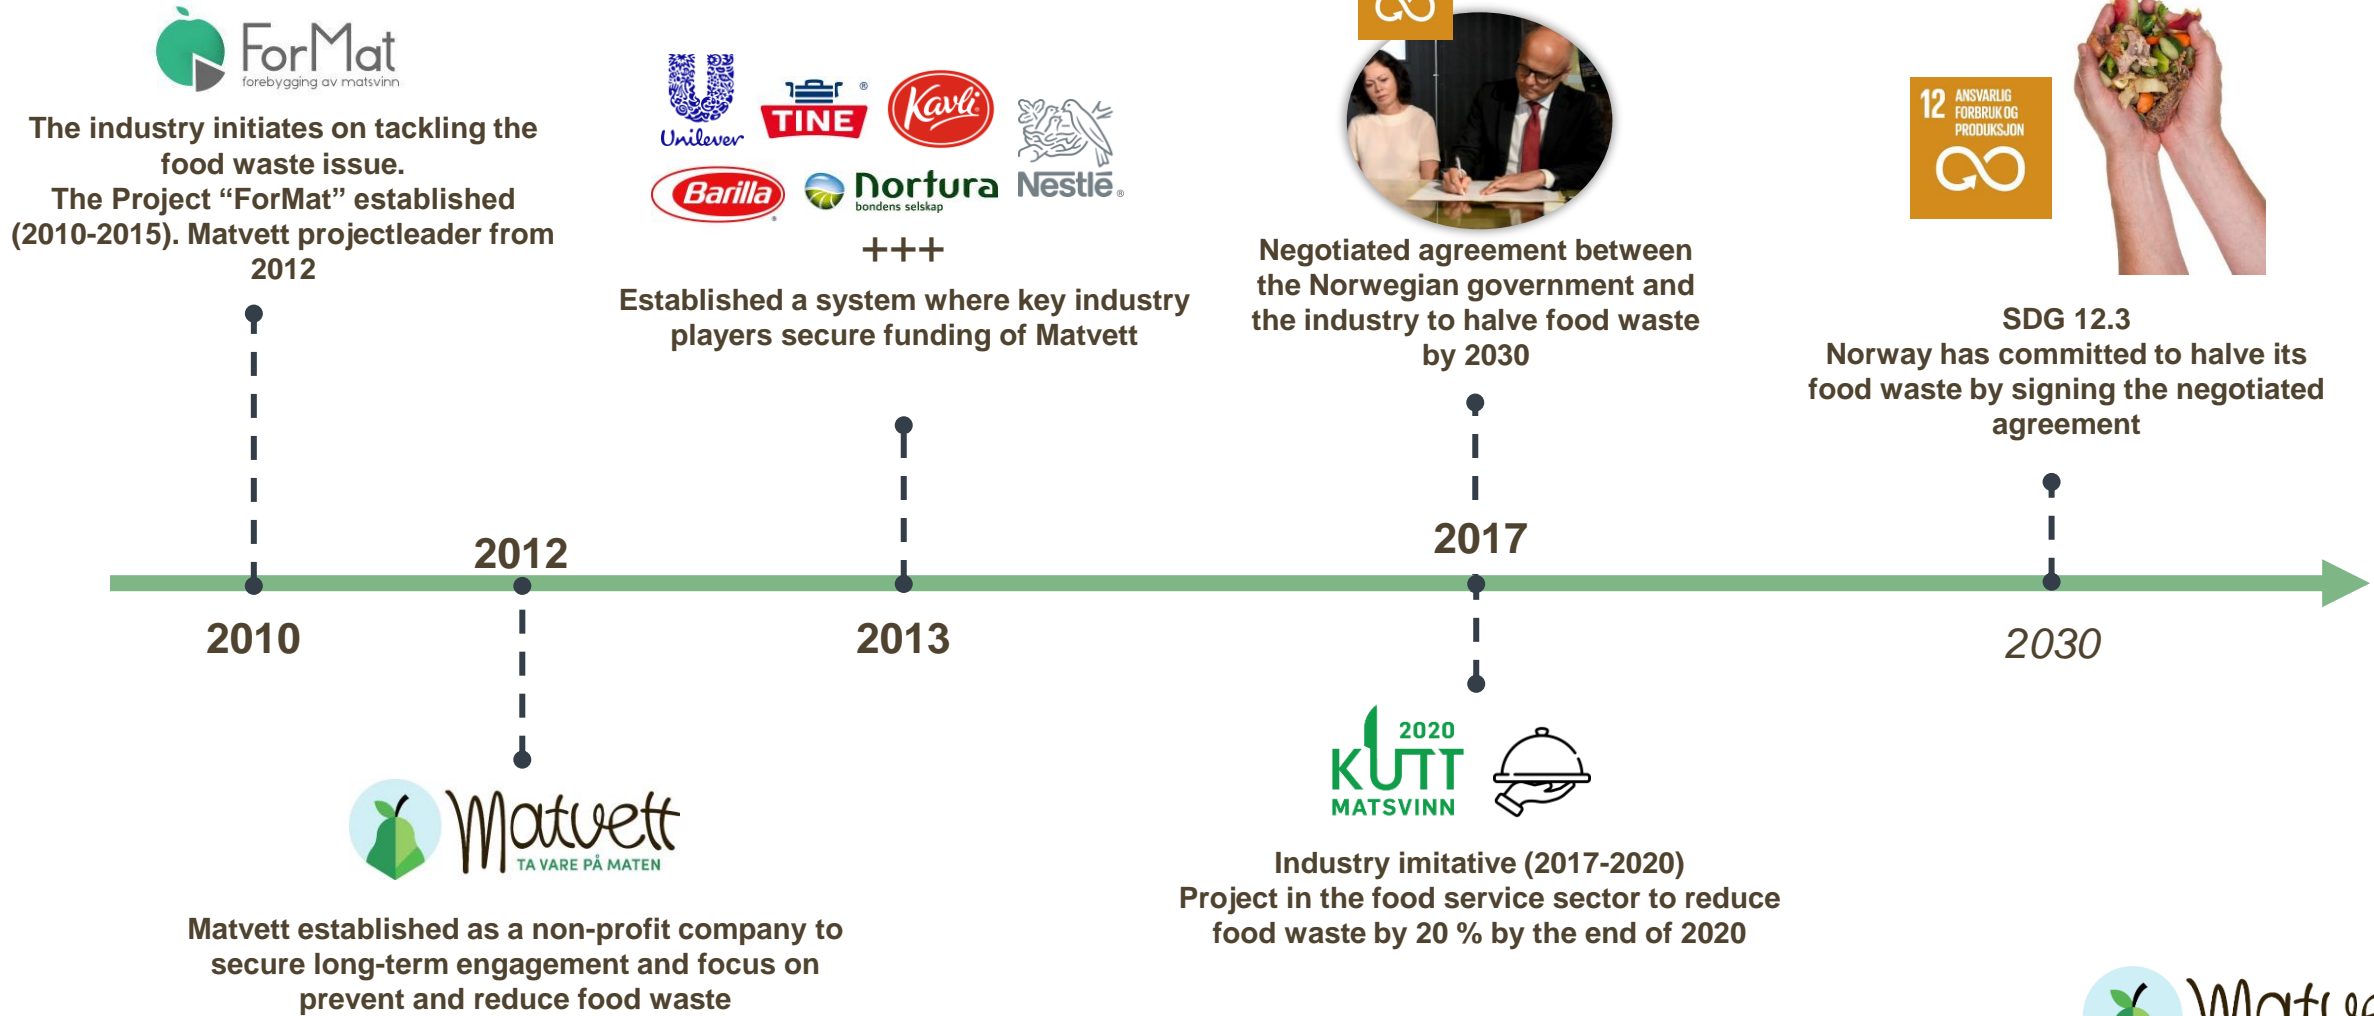 ForMat
forebygging av matsvinn
The industry initiates on tackling the
food waste issue.
The Project “ForMat” established
(2010-2015). Matvett projectleader from
2012
Unilever
TINE ®
Kavli
Barilla ®
Nortura
bondens selskap
Nestlé ®
+++
Established a system where key industry
players secure funding of Matvett
Negotiated agreement between
the Norwegian government and
the industry to halve food waste
by 2030
12 ANSVARLIG
FORBRUK OG
PRODUKSJON
SDG 12.3
Norway has committed to halve its
food waste by signing the negotiated
agreement
2012
2017
2010
2013
2030
Matvett
TA VARE PÅ MATEN
Matvett established as a non-profit company to
secure long-term engagement and focus on
prevent and reduce food waste
2020
KUTT
MATSVINN
Industry imitative (2017-2020)
Project in the food service sector to reduce
food waste by 20 % by the end of 2020